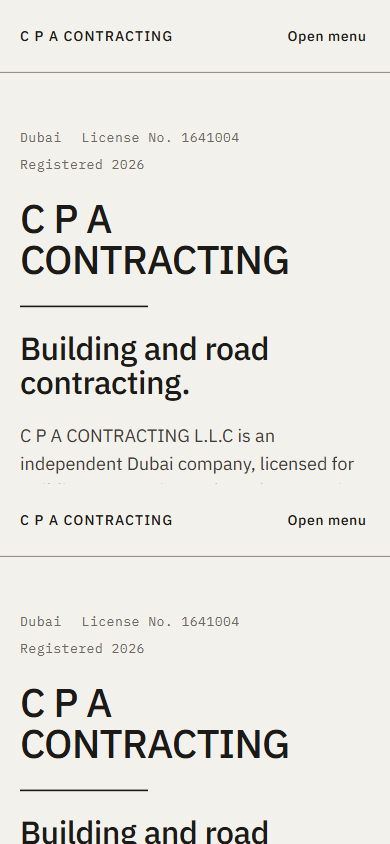 C P A CONTRACTING Open menu
Dubai License No. 1641004
Registered 2026
C P A
CONTRACTING
Building and road
contracting.
C P A CONTRACTING L.L.C is an
independent Dubai company, licensed for
C P A CONTRACTING Open menu
Dubai License No. 1641004
Registered 2026
C P A
CONTRACTING
Building and road